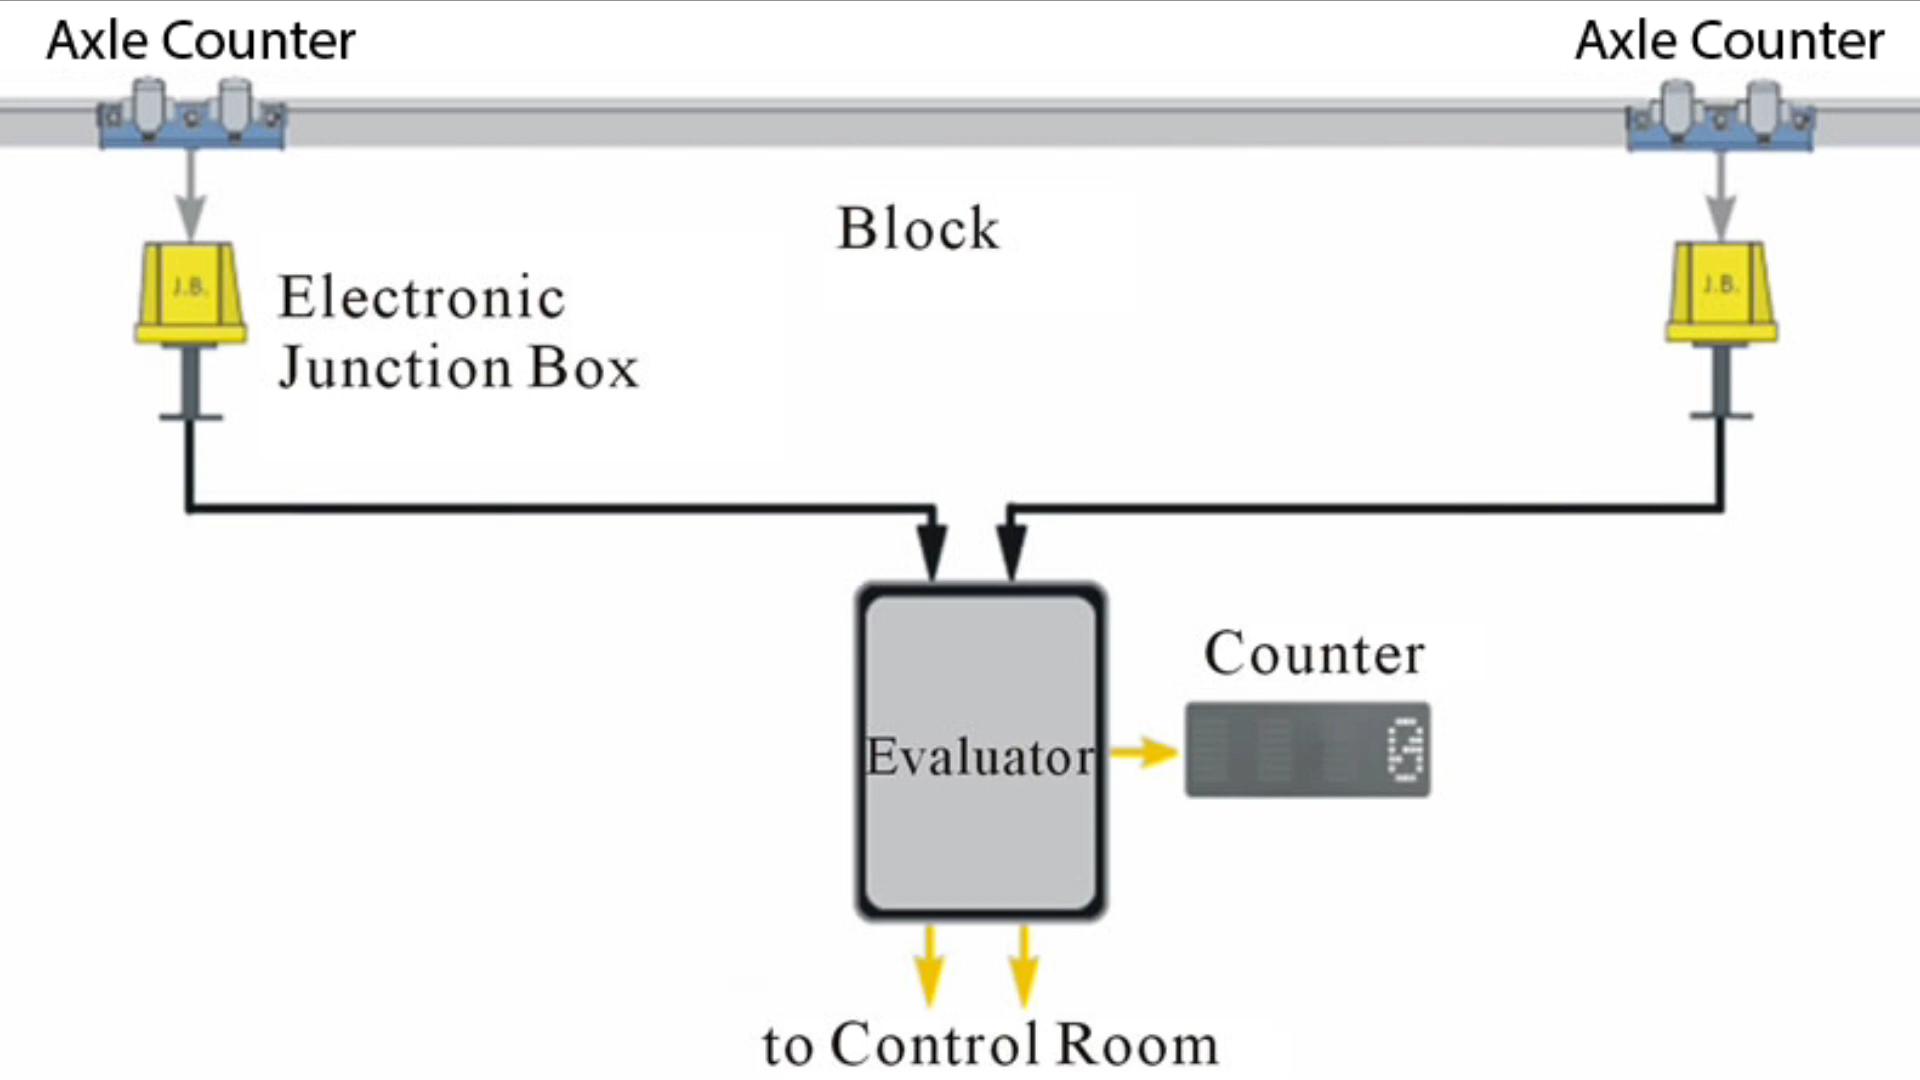 Axle Counter
Axle Counter
Block
Electronic
Junction Box
J.B.
J.B.
Counter
Evaluator
0
to Control Room